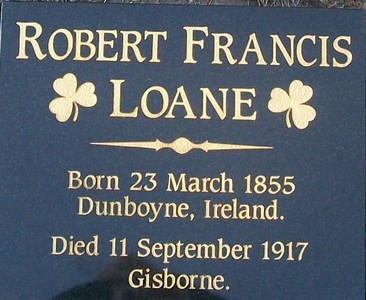 ROBERT FRANCIS
LOANE
Born 23 March 1855
Dunboyne, Ireland.
Died 11 September 1917
Gisborne.